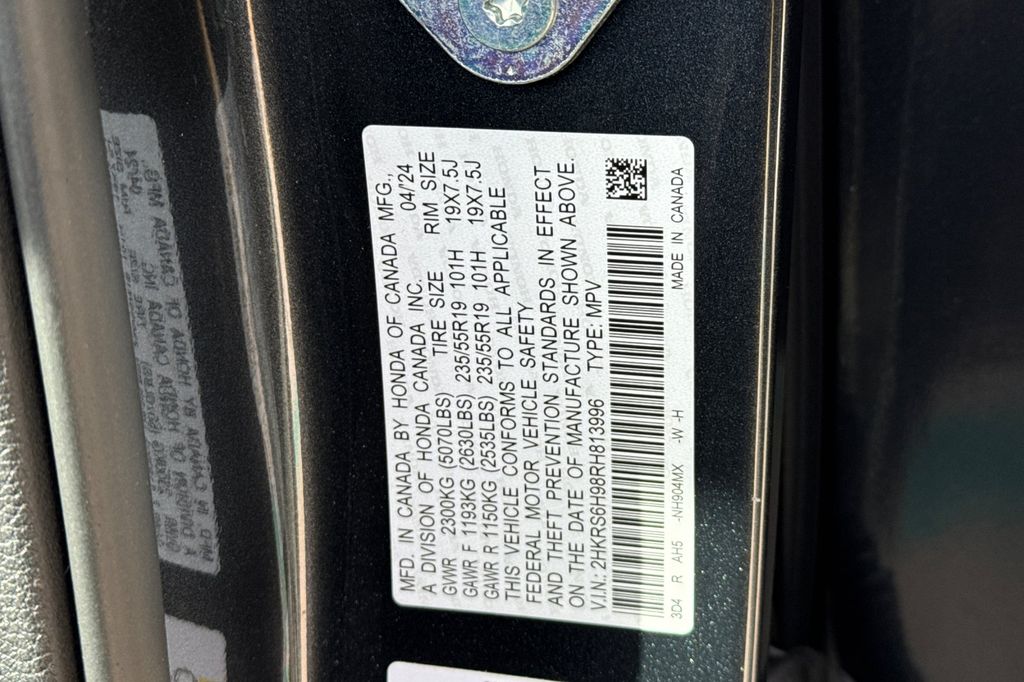 MFD. IN CANADA BY HONDA OF CANADA MFG.,
A DIVISION OF HONDA CANADA INC. 04/'24
GVWR 2300KG (5070LBS) TIRE SIZE RIM SIZE
GAWR F 1193KG (2630LBS) 235/55R19 101H 19X7.5J
GAWR R 1150KG (2535LBS) 235/55R19 101H 19X7.5J
THIS VEHICLE CONFORMS TO ALL APPLICABLE
FEDERAL MOTOR VEHICLE SAFETY
AND THEFT PREVENTION STANDARDS IN EFFECT
ON THE DATE OF MANUFACTURE SHOWN ABOVE.
V.I.N.: 2HKRS6H98RH813996 TYPE: MPV
3D4 R AH5 -NH904MX -W -H MADE IN CANADA